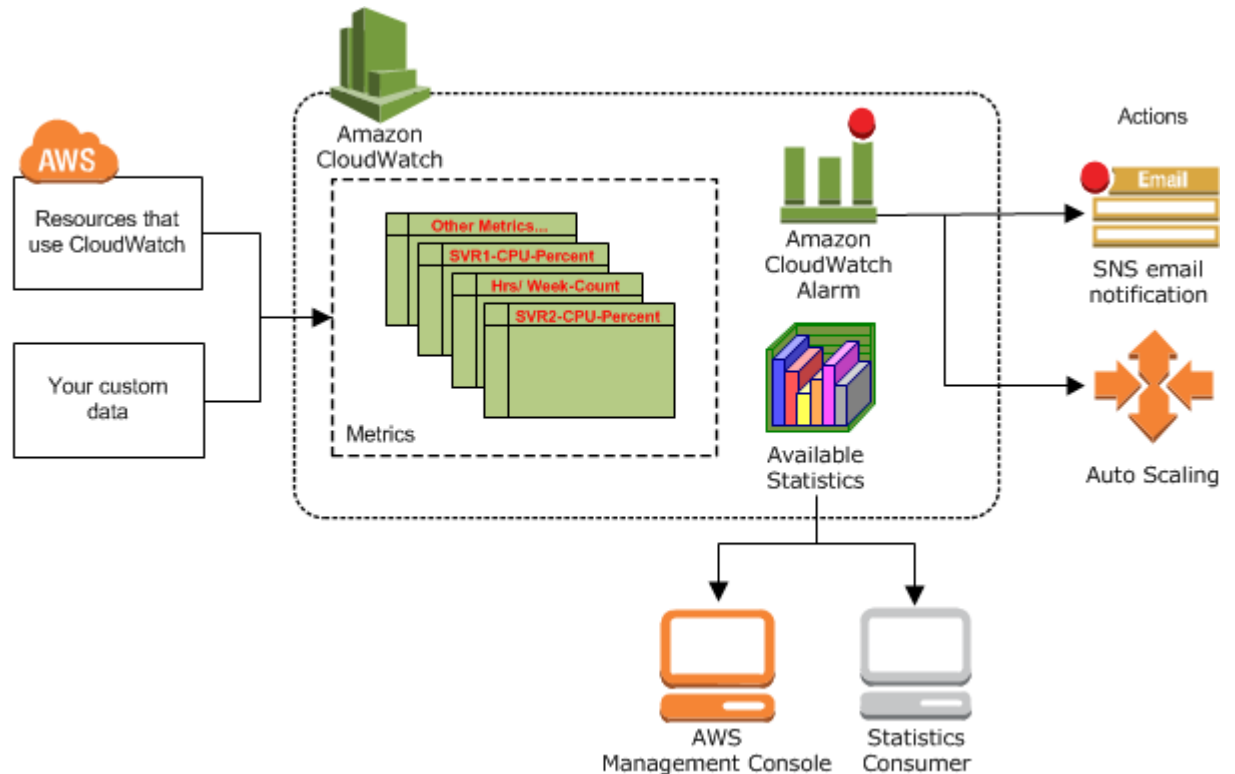 Amazon
CloudWatch
AWS
Resources that
use CloudWatch
Your custom
data
Other Metrics...
SVR1-CPU-Percent
Hrs/ Week-Count
SVR2-CPU-Percent
Metrics
Amazon
CloudWatch
Alarm
Available
Statistics
Actions
Email
SNS email
notification
Auto Scaling
AWS
Management Console
Statistics
Consumer